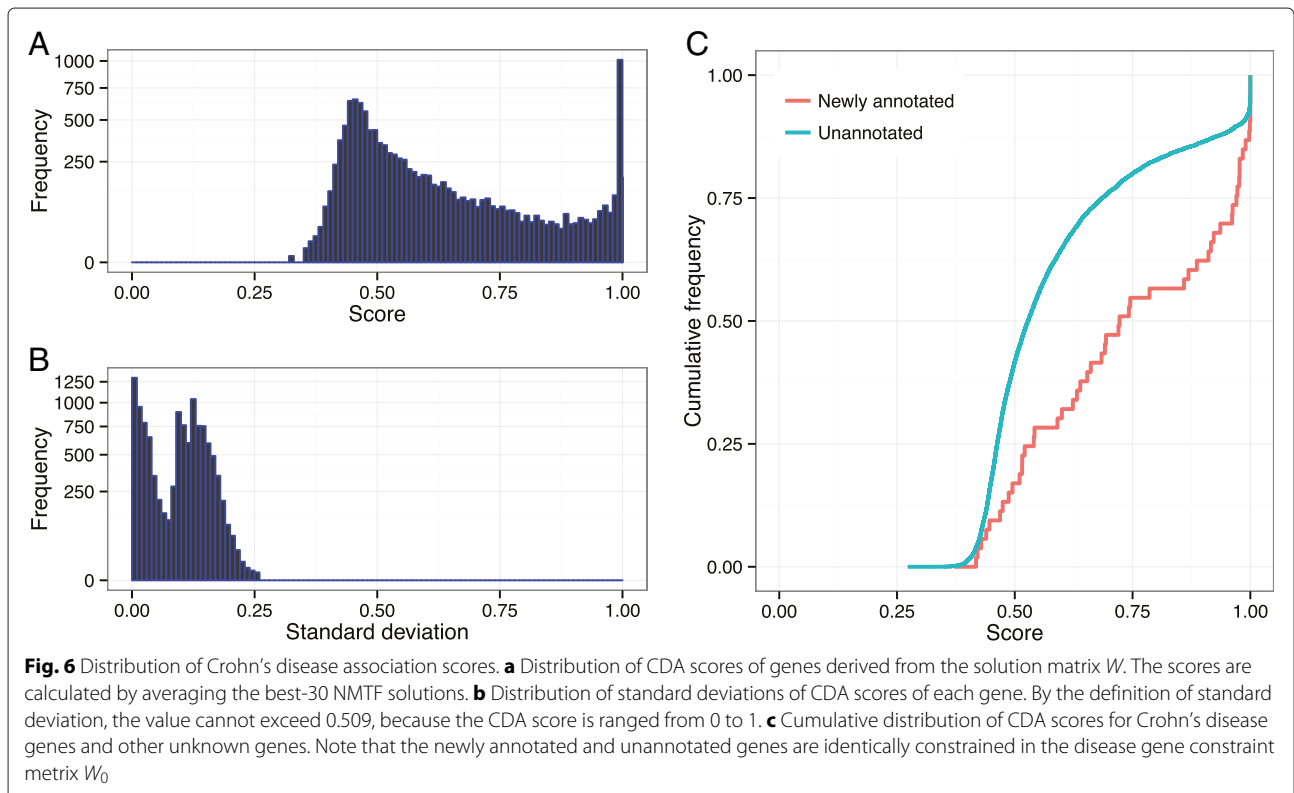 A
1000
750
500
250
0
Frequency
0.00 0.25 0.50 0.75 1.00
Score
B
1250
1000
750
500
250
0
Frequency
0.00 0.25 0.50 0.75 1.00
Standard deviation
C
1.00
0.75
0.50
0.25
0.00
Cumulative frequency
Newly annotated
Unannotated
0.00 0.25 0.50 0.75 1.00
Score
Fig. 6 Distribution of Crohn's disease association scores. a Distribution of CDA scores of genes derived from the solution matrix W. The scores are
calculated by averaging the best-30 NMTF solutions. b Distribution of standard deviations of CDA scores of each gene. By the definition of standard
deviation, the value cannot exceed 0.509, because the CDA score is ranged from 0 to 1. c Cumulative distribution of CDA scores for Crohn's disease
genes and other unknown genes. Note that the newly annotated and unannotated genes are identically constrained in the disease gene constraint
metrix W0